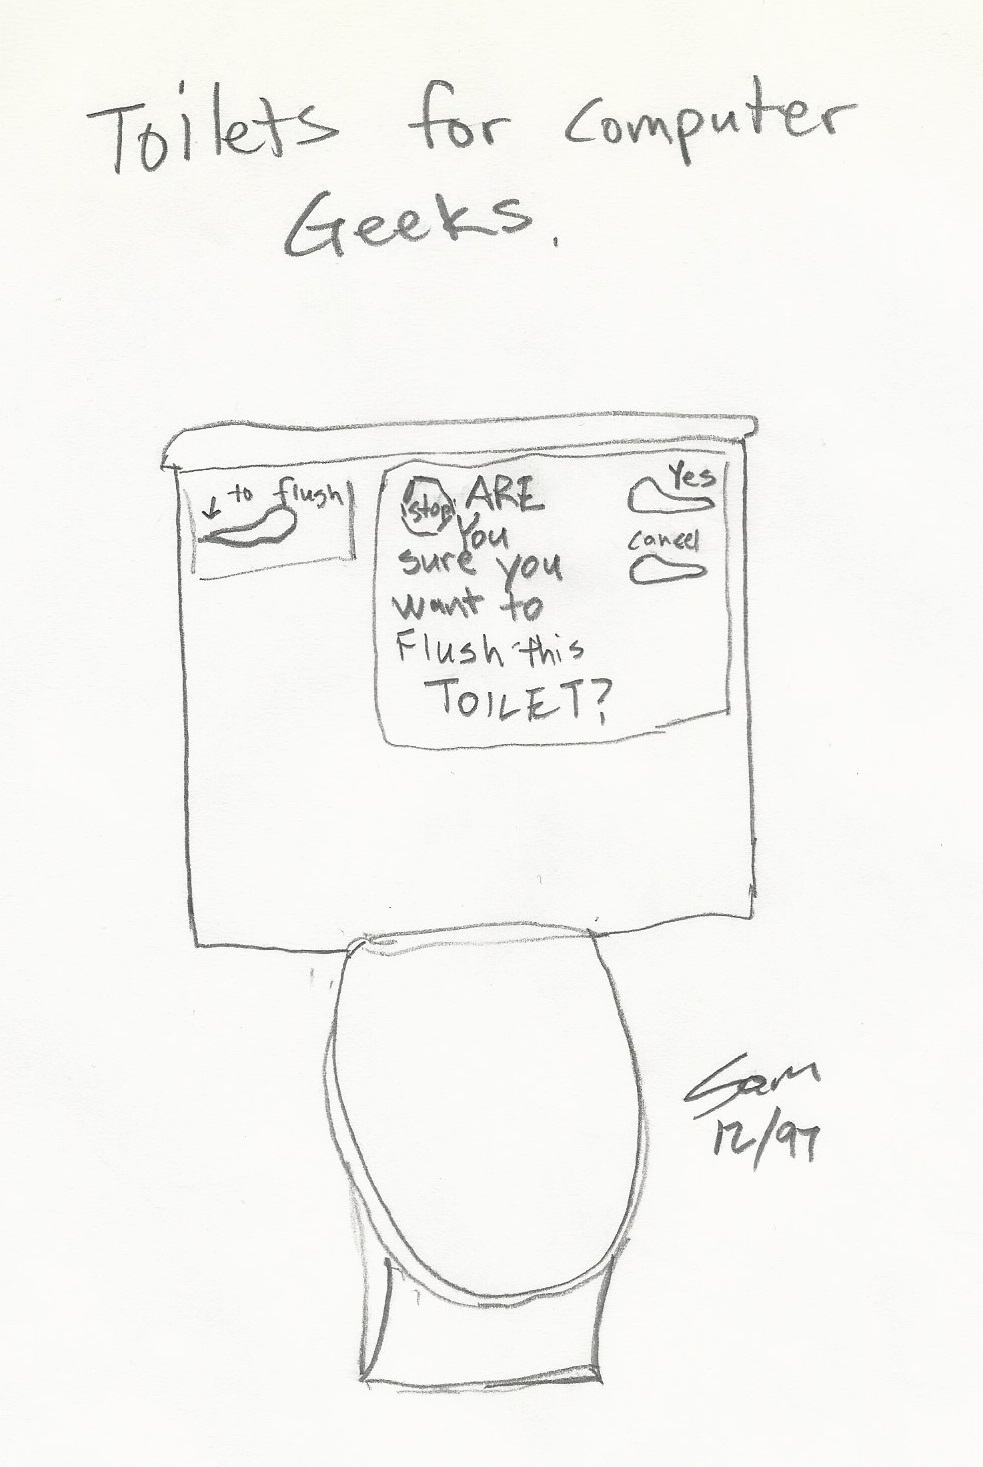 Toilets for Computer
Geeks.
↓ to flush
stop ARE
You
sure you
want to
Flush this
TOILET?
Yes
cancel
Sam
12/97